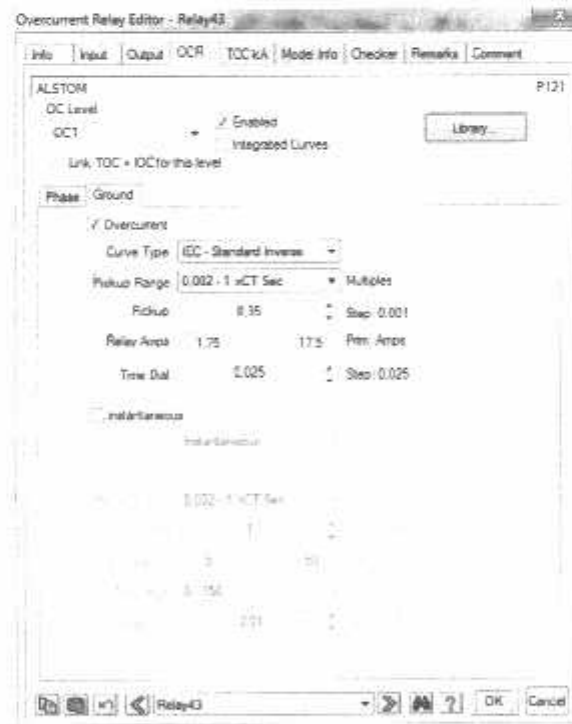 Overcurrent Relay Editor - Relay43
Info Input Output OCR TCC kA Model Info Checker Remarks Comment
ALSTOM P121
OC Level
OC1
Enabled
Library...
Integrated Curves
Link TOC + IOC for this level
Phase Ground
Overcurrent
Curve Type IEC - Standard Inverse
Pickup Range 0.002 - 1 xCT Sec Multiples
Pickup 0.35 Step: 0.001
Relay Amps 1.75 17.5 Prim. Amps
Time Dial 0.025 Step: 0.025
Instantaneous
Instantaneous
0.002 - 1 xCT Sec
1
Relay43 ? OK Cancel